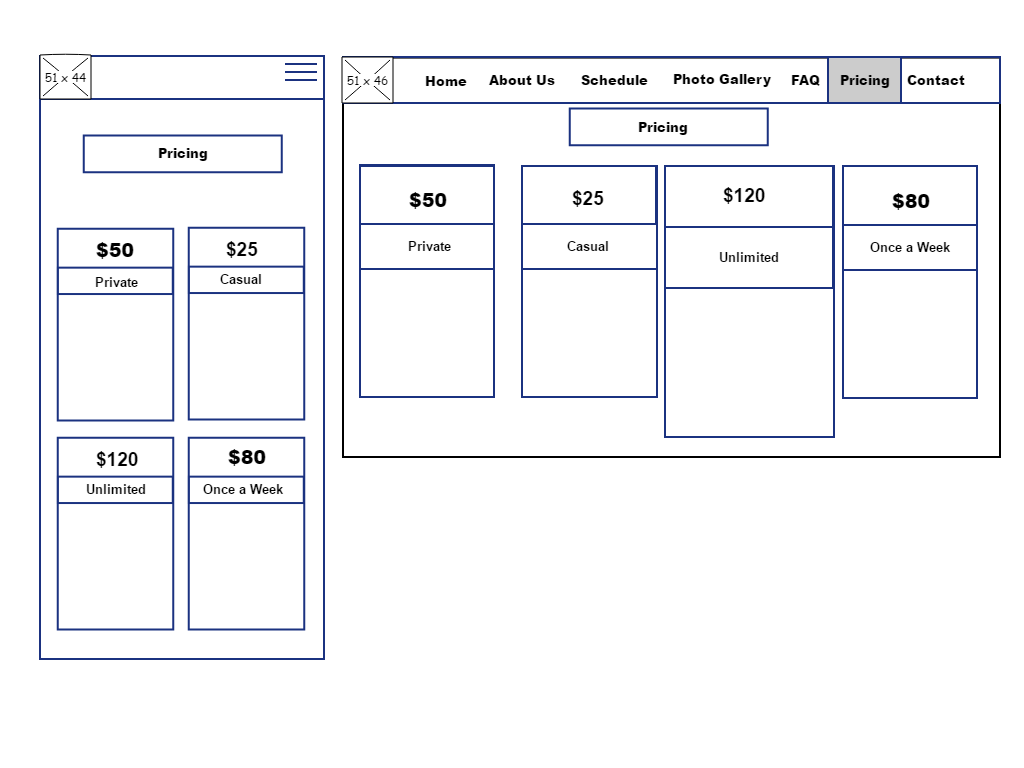 51 x 44
Pricing
$50
Private
$25
Casual
$120
Unlimited
$80
Once a Week
51 x 46
Home About Us Schedule Photo Gallery FAQ Pricing Contact
Pricing
$50
Private
$25
Casual
$120
Unlimited
$80
Once a Week